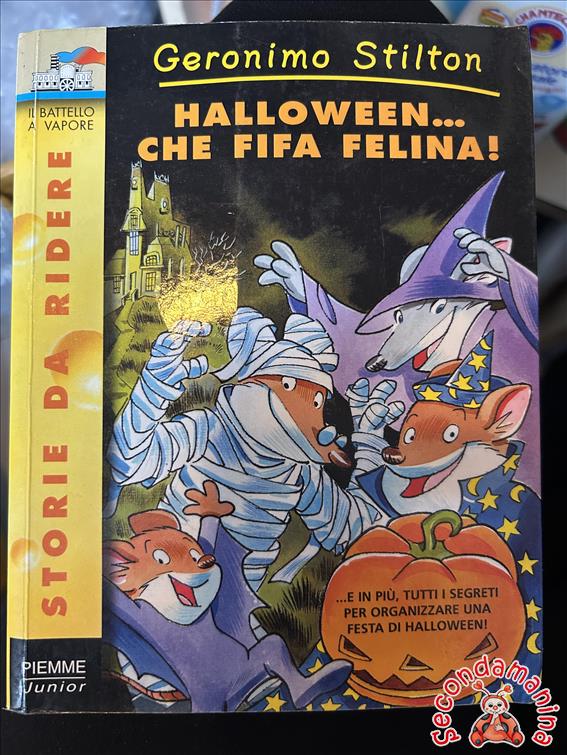 Geronimo Stilton
HALLOWEEN...
CHE FIFA FELINA!
IL BATTELLO
A VAPORE
STORIE DA RIDERE
...E IN PIÙ, TUTTI I SEGRETI
PER ORGANIZZARE UNA
FESTA DI HALLOWEEN!
PIEMME
Junior
Secondamanina
CHANTEC